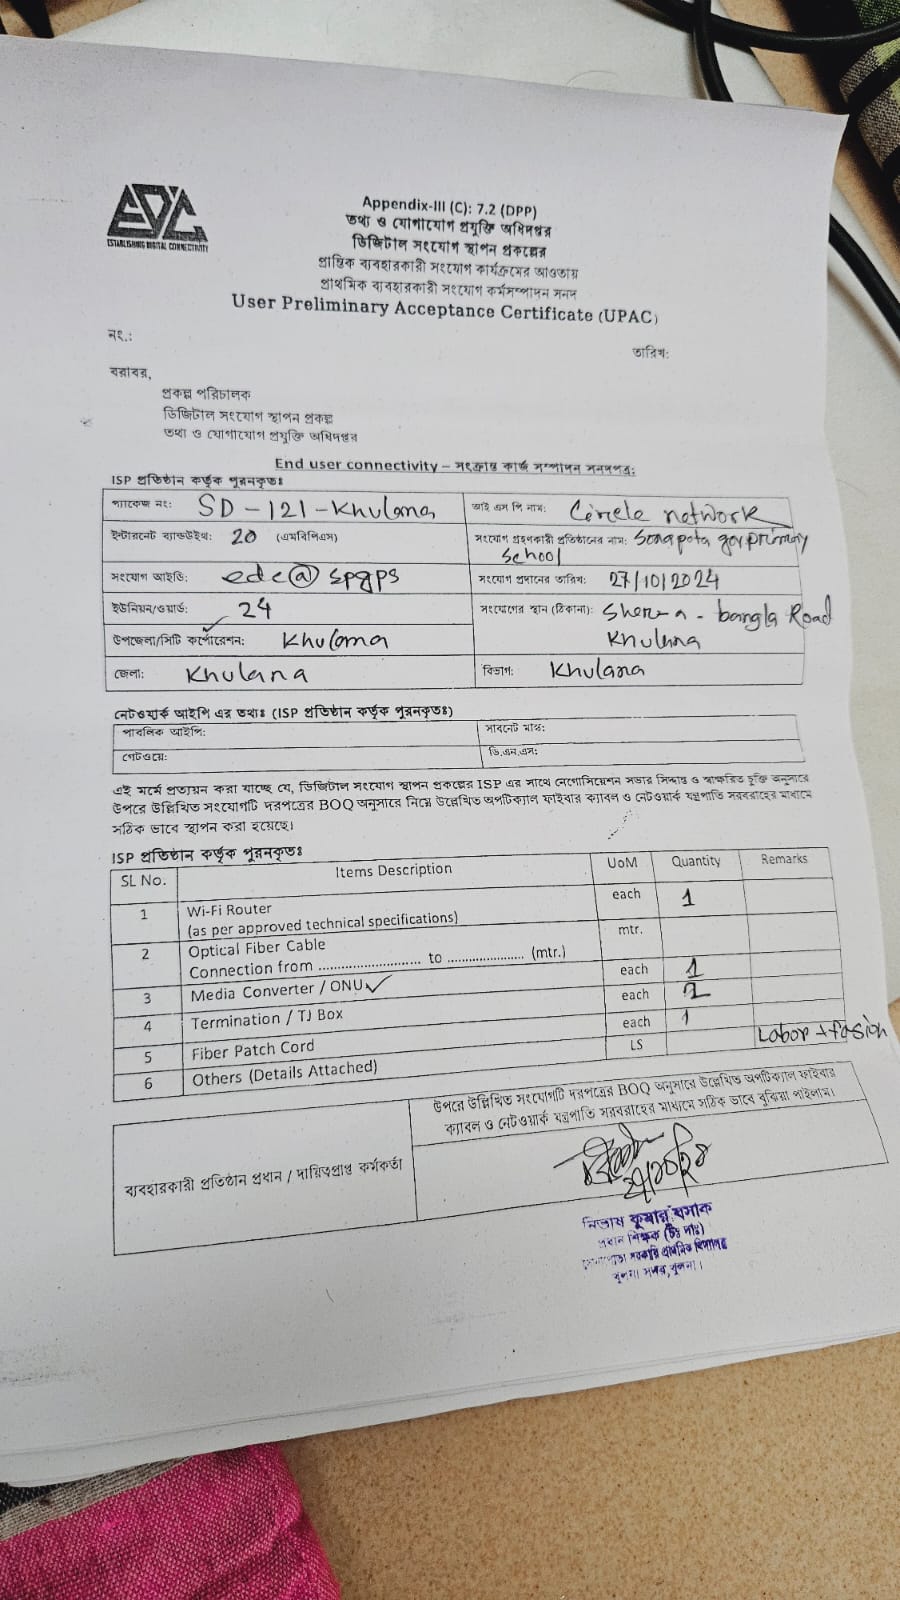 EDC
ESTABLISHING DIGITAL CONNECTIVITY
Appendix-III (C): 7.2 (DPP)
তথ্য ও যোগাযোগ প্রযুক্তি অধিদপ্তর
ডিজিটাল সংযোগ স্থাপন প্রকল্পের
প্রান্তিক ব্যবহারকারী সংযোগ কার্যক্রমের আওতায়
প্রাথমিক ব্যবহারকারী সংযোগ কর্মসম্পাদন সনদ
User Preliminary Acceptance Certificate (UPAC)
নং.:
তারিখ:
বরাবর,
প্রকল্প পরিচালক
ডিজিটাল সংযোগ স্থাপন প্রকল্প
তথ্য ও যোগাযোগ প্রযুক্তি অধিদপ্তর
End user connectivity – সংক্রান্ত কার্জ সম্পাদন সনদপত্র:
ISP প্রতিষ্ঠান কর্তৃক পূরনকৃতঃ
প্যাকেজ নং: SD-121-Khulana আই এস পি নাম: Circle network
ইন্টারনেট ব্যান্ডউইথ: 20 (এমবিপিএস) সংযোগ গ্রহণকারী প্রতিষ্ঠানের নাম: Sonapota gov primary
School
সংযোগ আইডি: edc@spgps সংযোগ প্রদানের তারিখ: 27/10/2024
ইউনিয়ন/ওয়ার্ড: 24 সংযোগের স্থান (ঠিকানা): Sher-a-bangla Road
Khulna
উপজেলা/সিটি কর্পোরেশন: Khulama
জেলা: Khulana বিভাগ: Khulana
নেটওয়ার্ক আইপি এর তথ্যঃ (ISP প্রতিষ্ঠান কর্তৃক পূরনকৃতঃ)
পাবলিক আইপি: সাবনেট মাস্ক:
গেটওয়ে: ডি.এন.এস:
এই মর্মে প্রত্যয়ন করা যাচ্ছে যে, ডিজিটাল সংযোগ স্থাপন প্রকল্পের ISP এর সাথে নেগোসিয়েশন সভার সিদ্ধান্ত ও স্বাক্ষরিত চুক্তি অনুসারে
উপরে উল্লিখিত সংযোগটি দরপত্রের BOQ অনুসারে নিম্নে উল্লেখিত অপটিক্যাল ফাইবার ক্যাবল ও নেটওয়ার্ক যন্ত্রপাতি সরবরাহের মাধ্যমে
সঠিক ভাবে স্থাপন করা হয়েছে।
ISP প্রতিষ্ঠান কর্তৃক পূরনকৃতঃ
SL No. Items Description UoM Quantity Remarks
1 Wi-Fi Router each 1
(as per approved technical specifications)
2 Optical Fiber Cable mtr.
Connection from .......................... to ..................... (mtr.)
3 Media Converter / ONU ✓ each 1
4 Termination / TJ Box each 1
5 Fiber Patch Cord each 1
6 Others (Details Attached) LS Labor +
উপরে উল্লিখিত সংযোগটি দরপত্রের BOQ অনুসারে উল্লেখিত অপটিক্যাল ফাইবার
ক্যাবল ও নেটওয়ার্ক যন্ত্রপাতি সরবরাহের মাধ্যমে সঠিক ভাবে বুঝিয়া পাইলাম।
ব্যবহারকারী প্রতিষ্ঠান প্রধান / দায়িত্বপ্রাপ্ত কর্মকর্তা
কুমার
প্রধান শিক্ষক (চঃ দাঃ)
সরকারি প্রাথমিক বিদ্যালয়
খুলনা সদর, খুলনা।